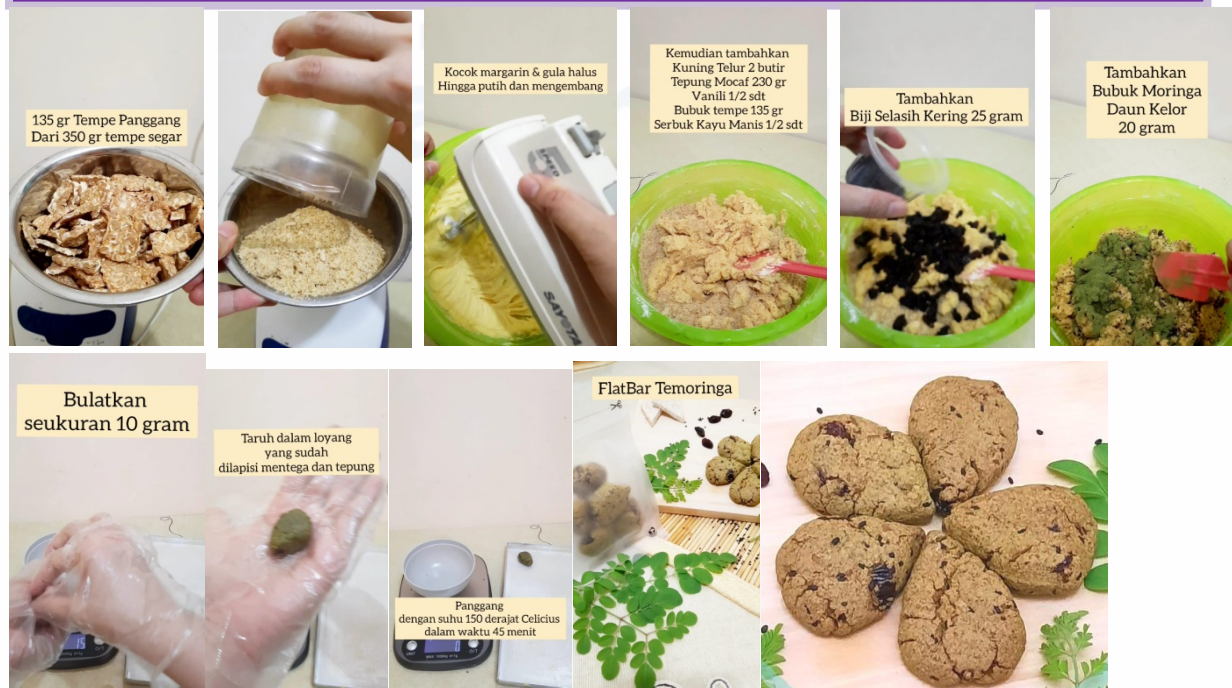 135 gr Tempe Panggang
Dari 350 gr tempe segar
Kocok margarin & gula halus
Hingga putih dan mengembang
Kemudian tambahkan
Kuning Telur 2 butir
Tepung Mocaf 230 gr
Vanili 1/2 sdt
Bubuk tempe 135 gr
Serbuk Kayu Manis 1/2 sdt
Tambahkan
Biji Selasih Kering 25 gram
Tambahkan
Bubuk Moringa
Daun Kelor
20 gram
SPEED
SAYOTA
Bulatkan
seukuran 10 gram
Taruh dalam loyang
yang sudah
dilapisi mentega dan tepung
Panggang
dengan suhu 150 derajat Celicius
dalam waktu 45 menit
FlatBar Temoringa